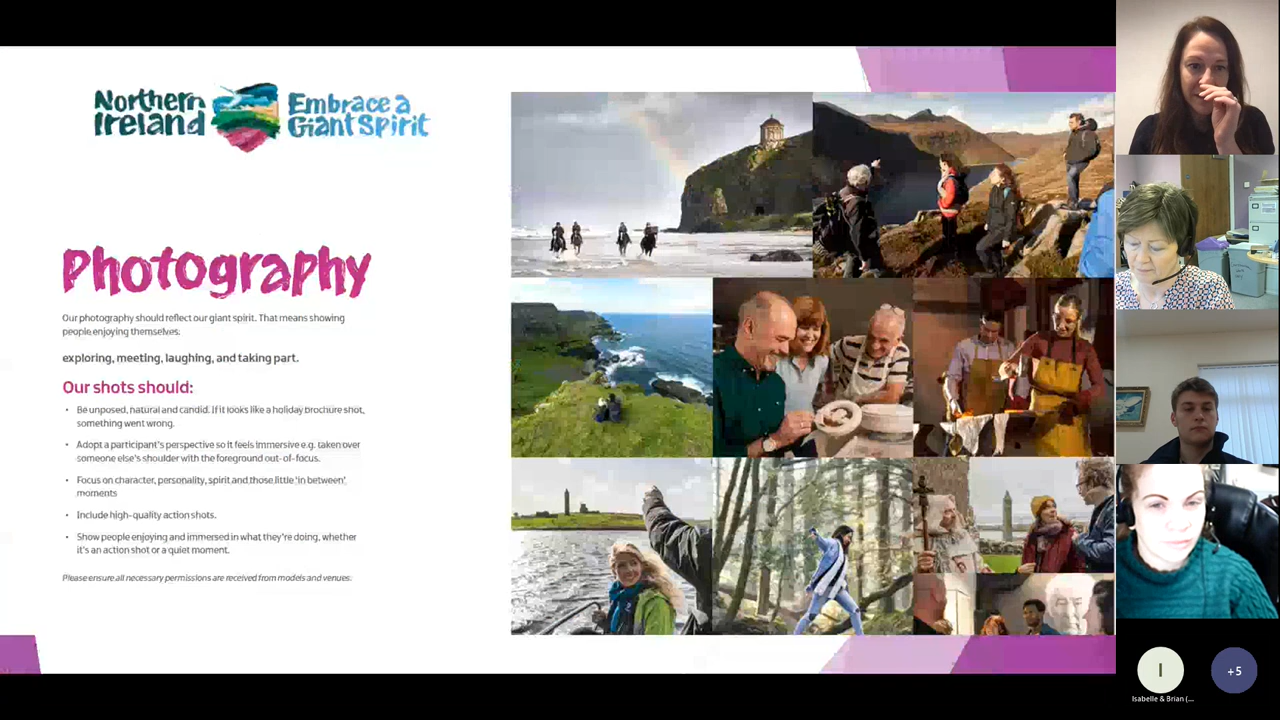 Northern
Ireland
Embrace a
Giant Spirit
Photography
Our photography should reflect our giant spirit. That means showing
people enjoying themselves:
exploring, meeting, laughing, and taking part.
Our shots should:
• Be unposed, natural and candid. If it looks like a holiday brochure shot,
something went wrong.
• Adopt a participant's perspective so it feels immersive e.g. taken over
someone else's shoulder with the foreground out-of-focus.
• Focus on character, personality, spirit and those little 'in between'
moments
• Include high-quality action shots.
• Show people enjoying and immersed in what they're doing, whether
it's an action shot or a quiet moment.
Please ensure all necessary permissions are received from models and venues.
I
Isabelle & Brian (...
+5